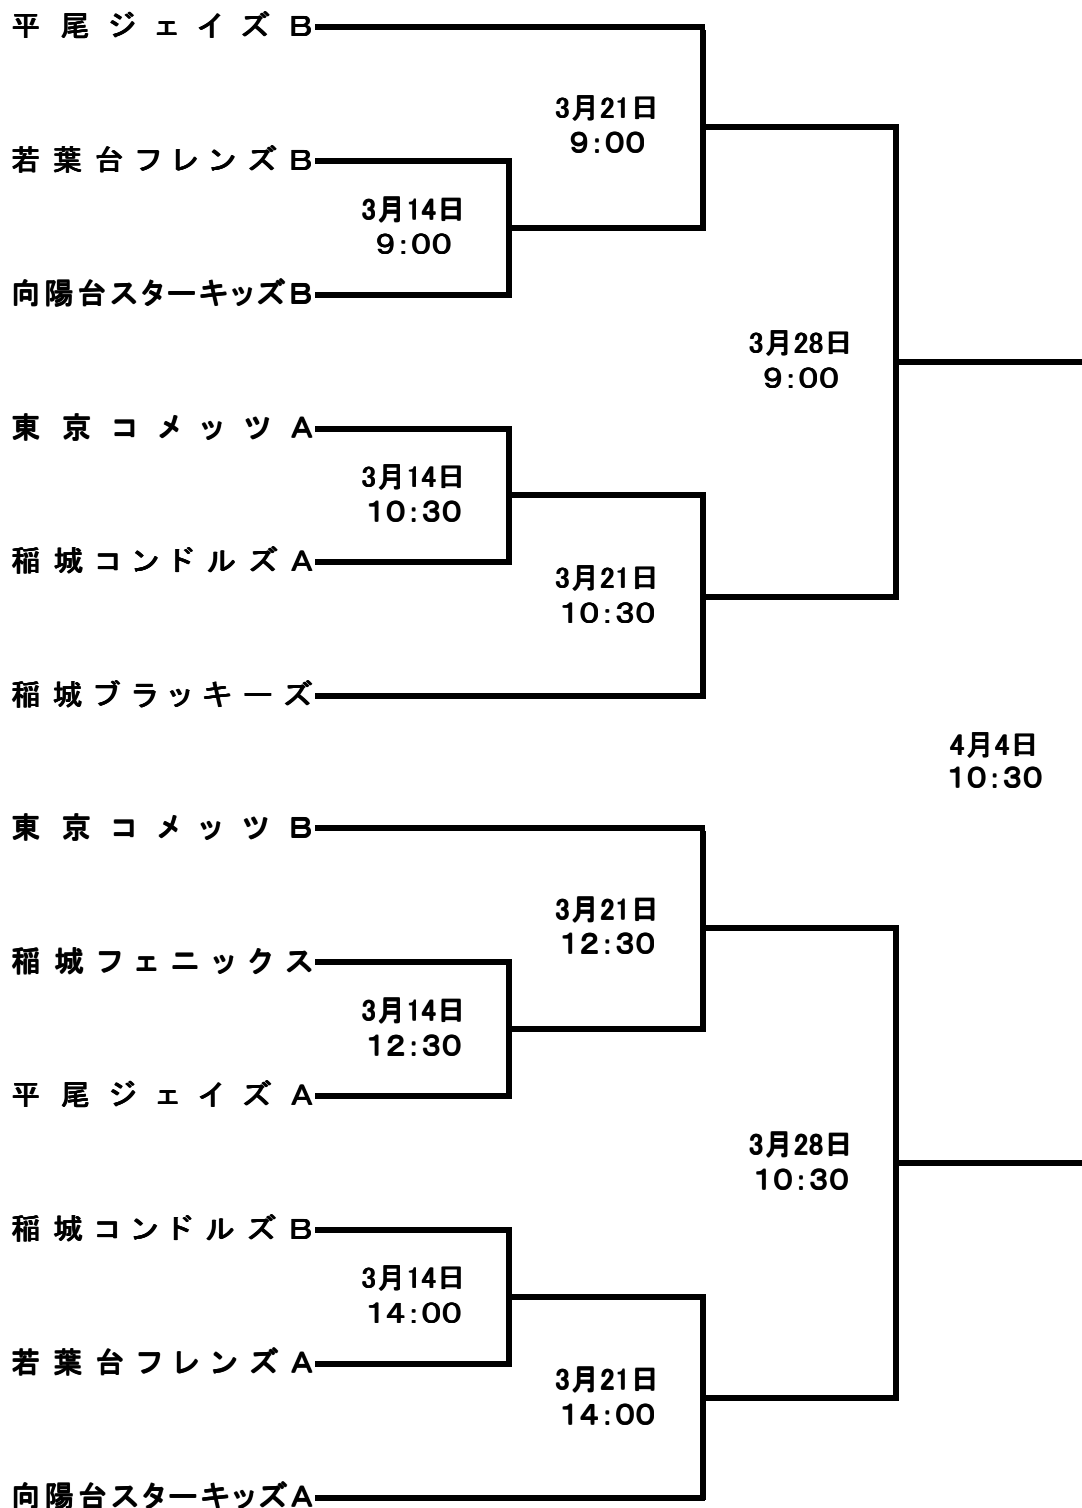 平尾ジェイズB
3月21日
9:00
若葉台フレンズB
3月14日
9:00
向陽台スターキッズB
3月28日
9:00
東京コメッツA
3月14日
10:30
稲城コンドルズA
3月21日
10:30
稲城ブラッキーズ
4月4日
10:30
東京コメッツB
3月21日
12:30
稲城フェニックス
3月14日
12:30
平尾ジェイズA
3月28日
10:30
稲城コンドルズB
3月14日
14:00
若葉台フレンズA
3月21日
14:00
向陽台スターキッズA